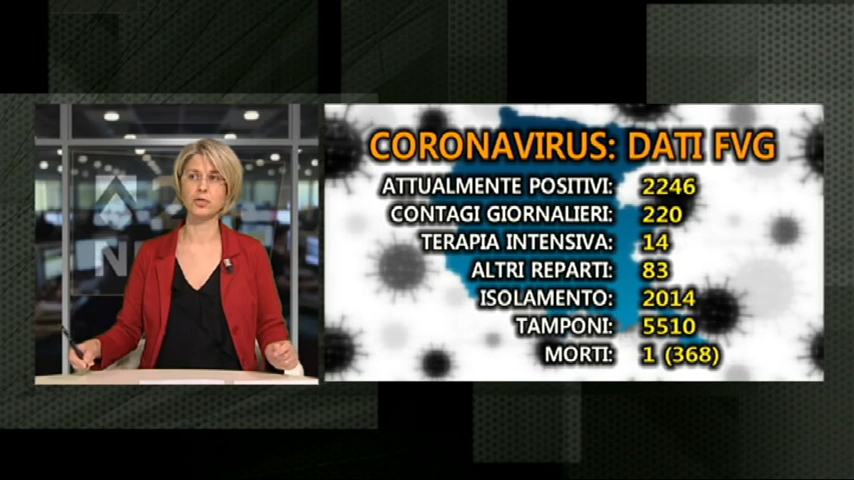 CORONAVIRUS: DATI FVG
ATTUALMENTE POSITIVI: 2246
CONTAGI GIORNALIERI: 220
TERAPIA INTENSIVA: 14
ALTRI REPARTI: 83
ISOLAMENTO: 2014
TAMPONI: 5510
MORTI: 1 (368)